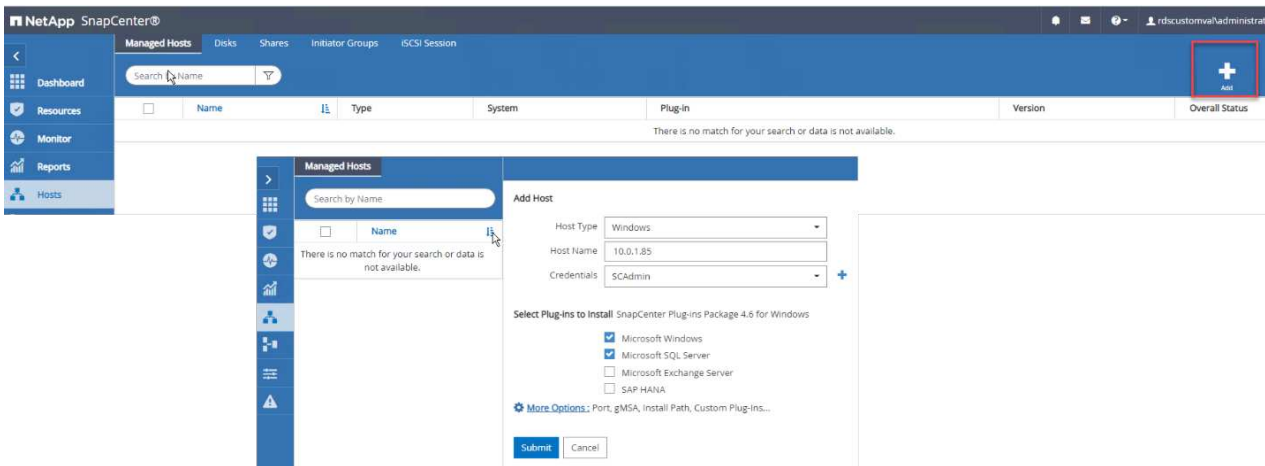 NetApp SnapCenter®
rdscustomval\administrat
Managed Hosts Disks Shares Initiator Groups iSCSI Session
Search by Name
Add
Dashboard
Resources
Monitor
Reports
Hosts
Name Type System Plug-in Version Overall Status
There is no match for your search or data is not available.
Managed Hosts
Search by Name
Name
There is no match for your search or data is
not available.
Add Host
Host Type Windows
Host Name 10.0.1.85
Credentials SCAdmin
Select Plug-ins to Install SnapCenter Plug-ins Package 4.6 for Windows
Microsoft Windows
Microsoft SQL Server
Microsoft Exchange Server
SAP HANA
More Options : Port, gMSA, Install Path, Custom Plug-Ins...
Submit Cancel